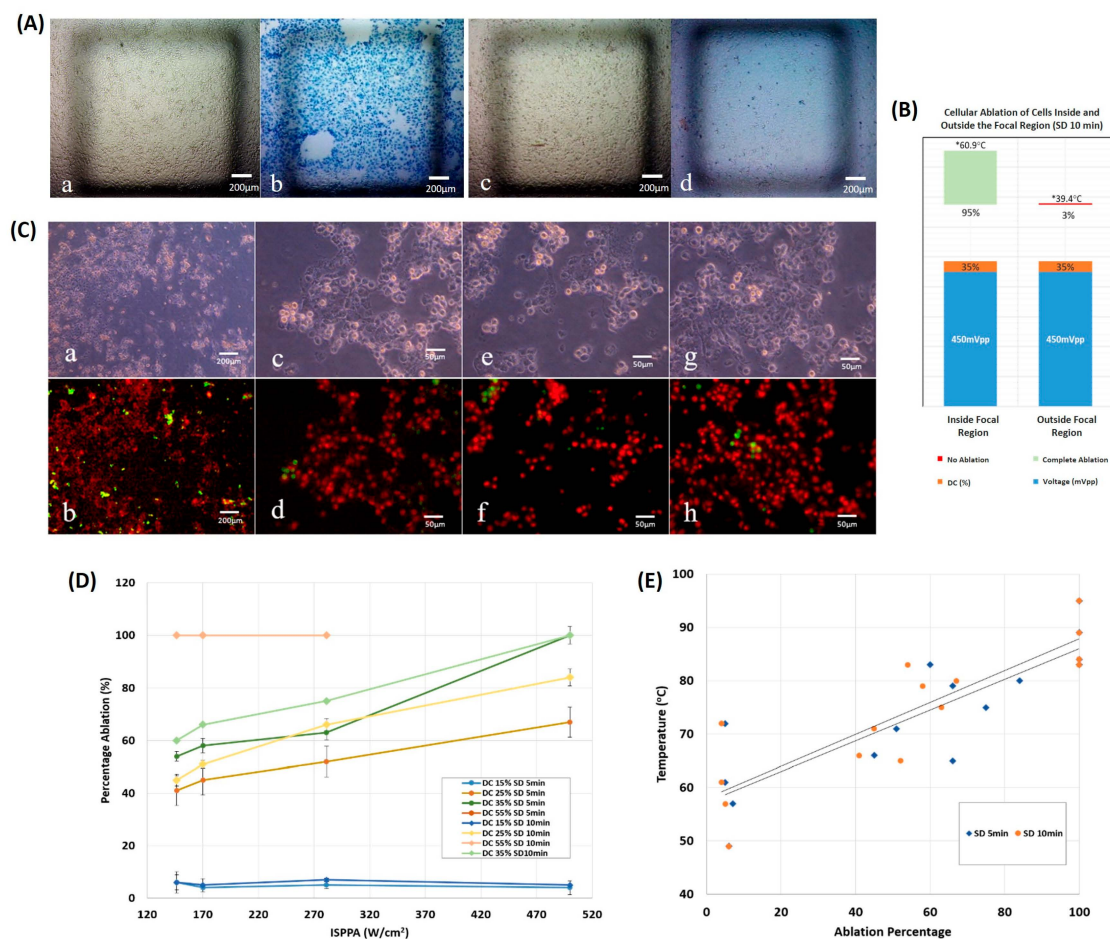 (A)
a
200μm
b
200μm
c
200μm
d
200μm
(B)
Cellular Ablation of Cells Inside and
Outside the Focal Region (SD 10 min)
*60.9°C
95%
*39.4°C
3%
35%
35%
450mVpp
450mVpp
Inside Focal
Region
Outside Focal
Region
No Ablation
Complete Ablation
DC (%)
Voltage (mVpp)
(C)
a
200μm
c
50μm
e
50μm
g
50μm
b
200μm
d
50μm
f
50μm
h
50μm
(D)
Percentage Ablation (%)
120
100
80
60
40
20
0
DC 15% SD 5min
DC 25% SD 5min
DC 35% SD 5min
DC 55% SD 5min
DC 15% SD 10min
DC 25% SD 10min
DC 55% SD 10min
DC 35% SD10min
120 170 220 270 320 370 420 470 520
ISPPA (W/cm²)
(E)
Temperature (°C)
100
90
80
70
60
50
40
SD 5min
SD 10min
0 20 40 60 80 100
Ablation Percentage